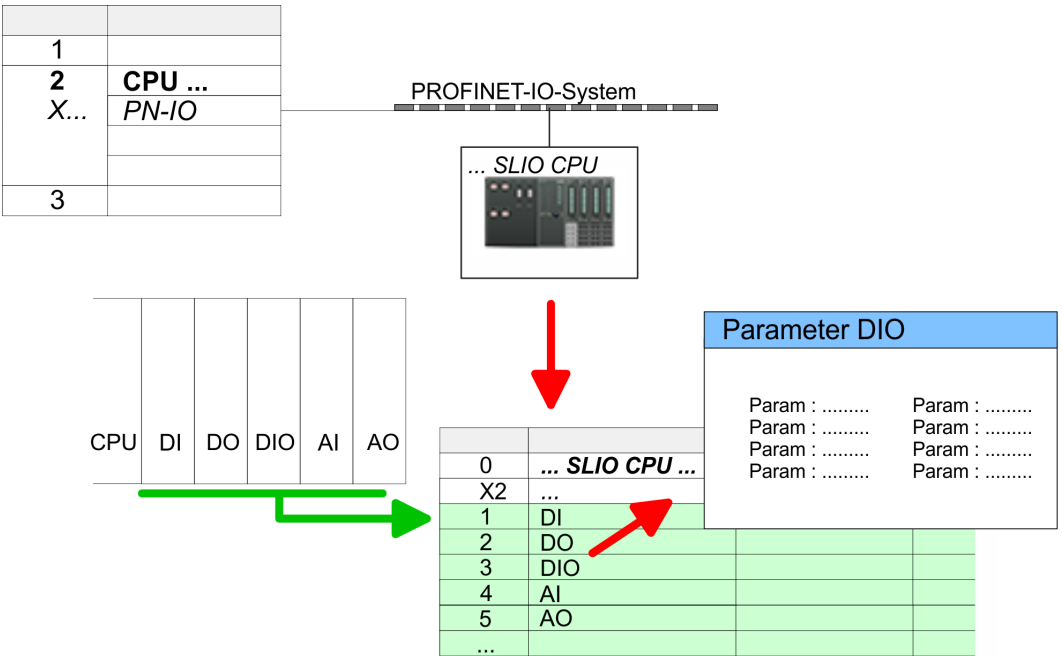 1
2 CPU ...
X... PN-IO
3
PROFINET-IO-System
... SLIO CPU
CPU DI DO DIO AI AO
Parameter DIO
Param : ......... Param : .........
Param : ......... Param : .........
Param : ......... Param : .........
Param : ......... Param : .........
0 ... SLIO CPU ...
X2 ...
1 DI
2 DO
3 DIO
4 AI
5 AO
...